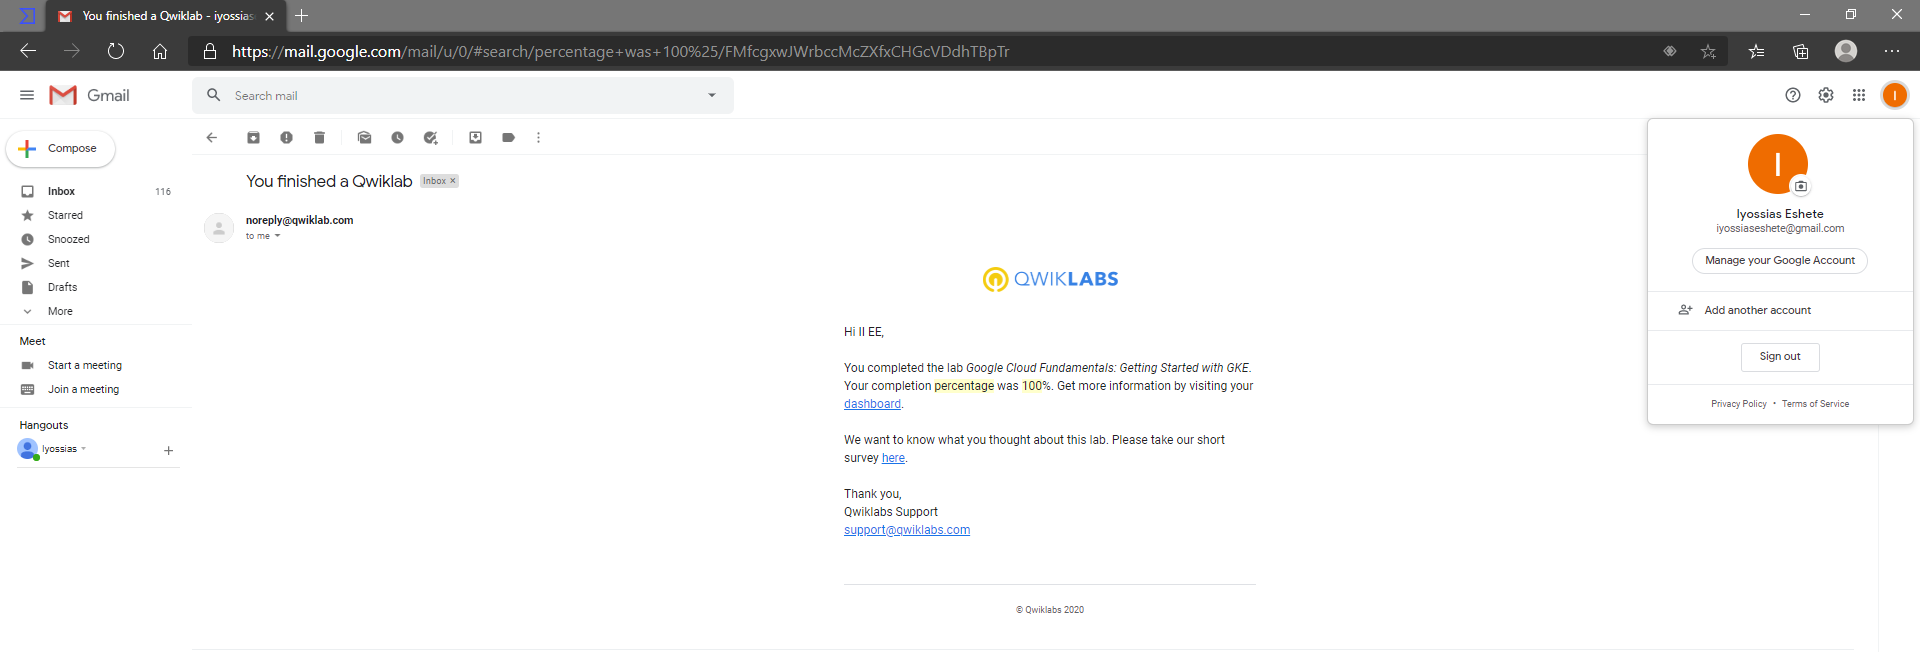 You finished a Qwiklab - iyossias
https://mail.google.com/mail/u/0/#search/percentage+was+100%25/FMfcgxwJWrbccMcZXfxCHGcVDdhTBpTr
Gmail
Search mail
I
Compose
Inbox 116
Starred
Snoozed
Sent
Drafts
More
Meet
Start a meeting
Join a meeting
Hangouts
Iyossias
You finished a Qwiklab Inbox
noreply@qwiklab.com
to me
QWIKLABS
Hi II EE,
You completed the lab Google Cloud Fundamentals: Getting Started with GKE.
Your completion percentage was 100%. Get more information by visiting your
dashboard.
We want to know what you thought about this lab. Please take our short
survey here.
Thank you,
Qwiklabs Support
support@qwiklabs.com
© Qwiklabs 2020
I
Iyossias Eshete
iyossiaseshete@gmail.com
Manage your Google Account
Add another account
Sign out
Privacy Policy • Terms of Service